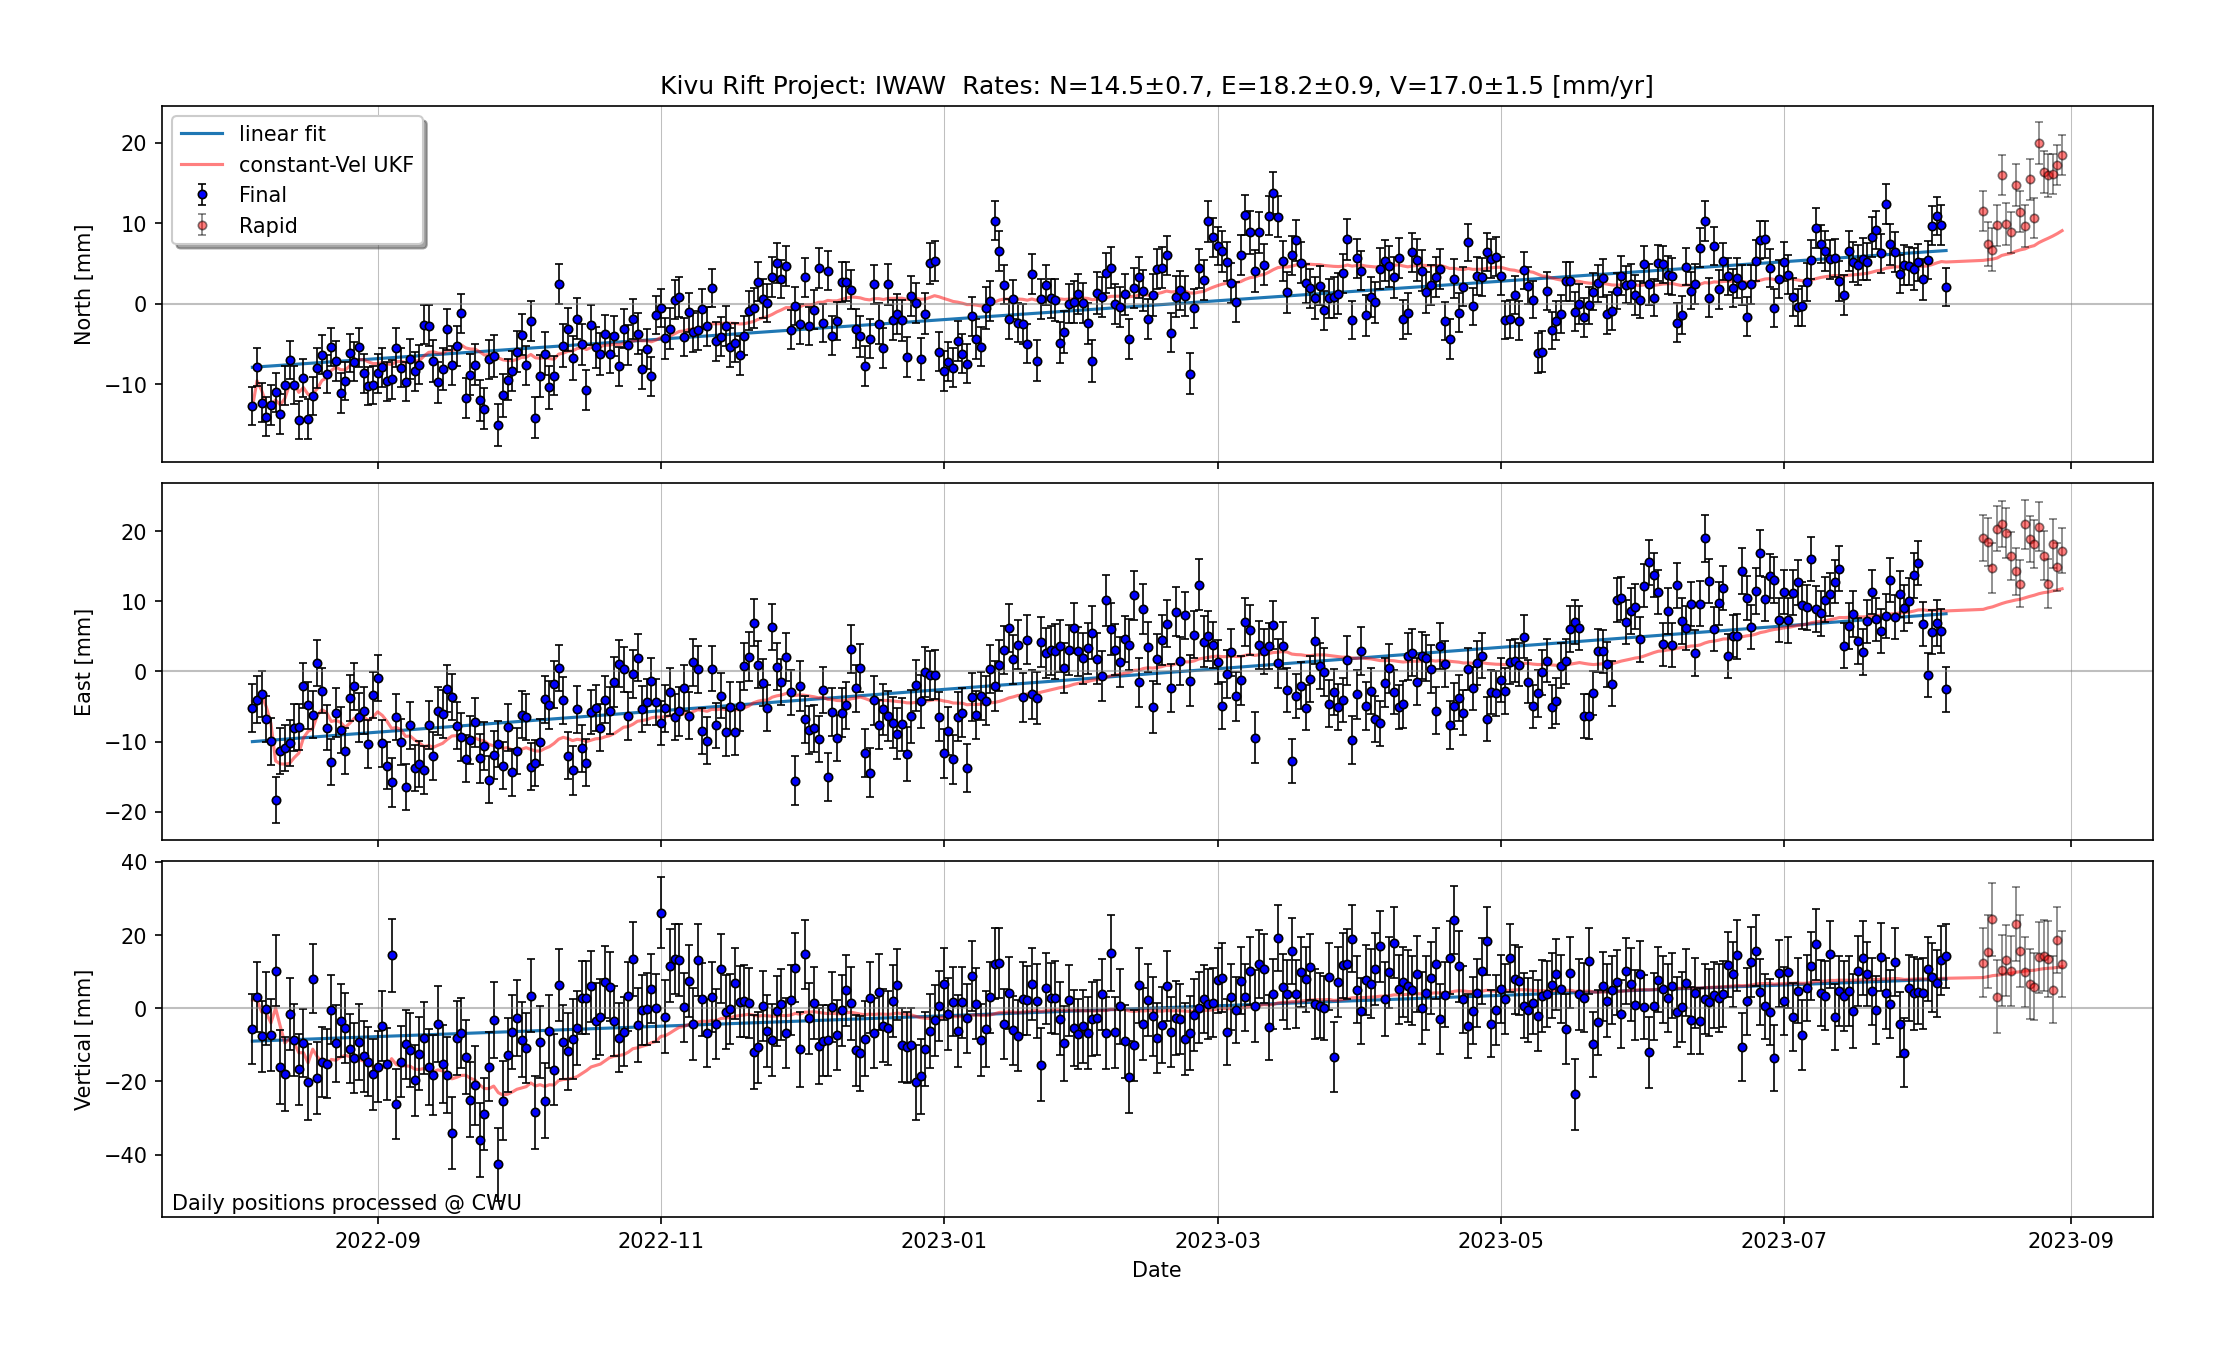 Kivu Rift Project: IWAW  Rates: N=14.5±0.7, E=18.2±0.9, V=17.0±1.5 [mm/yr]
linear fit
constant-Vel UKF
Final
Rapid
North [mm]
20
10
0
−10
East [mm]
20
10
0
−10
−20
Vertical [mm]
40
20
0
−20
−40
Daily positions processed @ CWU
2022-09 2022-11 2023-01 2023-03 2023-05 2023-07 2023-09
Date